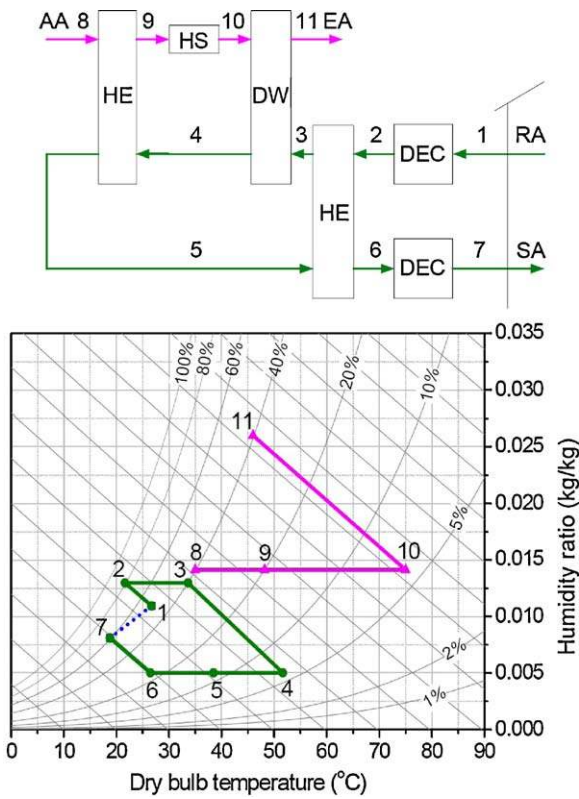 AA 8 9 10 11 EA
HS
HE DW
4 3 2 1 RA
DEC
HE
5 6 7 SA
DEC
0.035
100% 80% 60% 40% 20% 10%
0.030
11
0.025
0.020
5%
8 9 10
0.015
2 3
1
0.010
7
2%
6 5 4
0.005
1%
0.000
0 10 20 30 40 50 60 70 80 90
Dry bulb temperature (°C)
Humidity ratio (kg/kg)